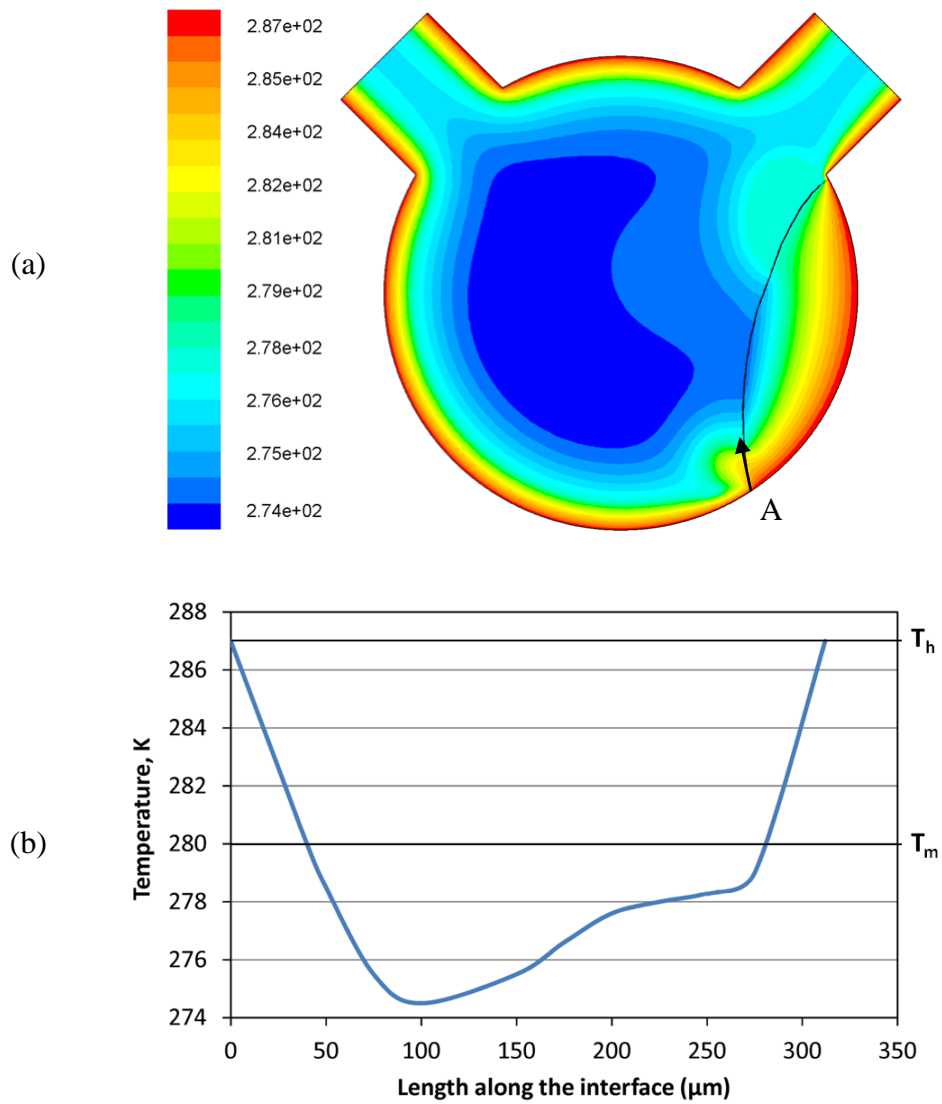 (a)
2.87e+02
2.85e+02
2.84e+02
2.82e+02
2.81e+02
2.79e+02
2.78e+02
2.76e+02
2.75e+02
2.74e+02
A
(b)
Temperature, K
288
286
284
282
280
278
276
274
T_h
T_m
0 50 100 150 200 250 300 350
Length along the interface (µm)